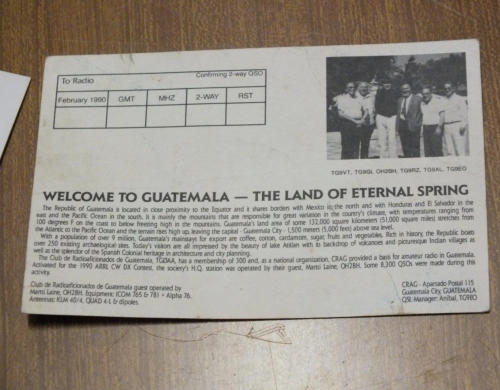 To Radio
Confirming 2-way QSO
February 1990 GMT MHZ 2-WAY RST
TG9VT, TG9GI, OH2BH, TG9RZ, TG9AL, TG9EO
WELCOME TO GUATEMALA — THE LAND OF ETERNAL SPRING
The Republic of Guatemala is located in close proximity to the Equator and it shares borders with Mexico to the north and with Honduras and El Salvador in the
east and the Pacific Ocean in the south. It is mainly the mountains that are responsible for great variation in the country's climate, with temperatures ranging from
100 degrees F on the coast to below freezing high in the mountains. Guatemala's land area of some 132,000 square kilometers (51,000 square miles) stretches from
the Atlantic to the Pacific Ocean and the terrain rises high up, leaving the capital - Guatemala City - 1,500 meters (5,000 feet) above sea level.
With a population of over 9 million, Guatemala's mainstays for export are coffee, cotton, cardamom, sugar, fruits and vegetables. Rich in history, the Republic boats
over 250 existing archaelogical sites. Today's visitors are all impressed by the beauty of lake Atitlan with its backdrop of volcanoes and picturesque Indian villages as
well as the splendor of the Spanish Colonial heritage in architecture and city planning.
The Club de Radioaficionados de Guatemala, TG0AA, has a membership of 300 and, as a national organization, CRAG provided a basis for amateur radio in Guatemala.
Activated for the 1990 ARRL CW DX Contest, the society's H.Q. station was operated by their guest, Martti Laine, OH2BH. Some 8,300 QSOs were made during this
activity.
Club de Radioaficionados de Guatemala guest operated by
Martti Laine, OH2BH. Equipment: ICOM 765 & 781 + Alpha 76.
Antennas: KLM 40/4, QUAD 4-L & dipoles.
CRAG - Apartado Postal 115
Guatemala City, GUATEMALA
QSL Manager: Anibal, TG9EO